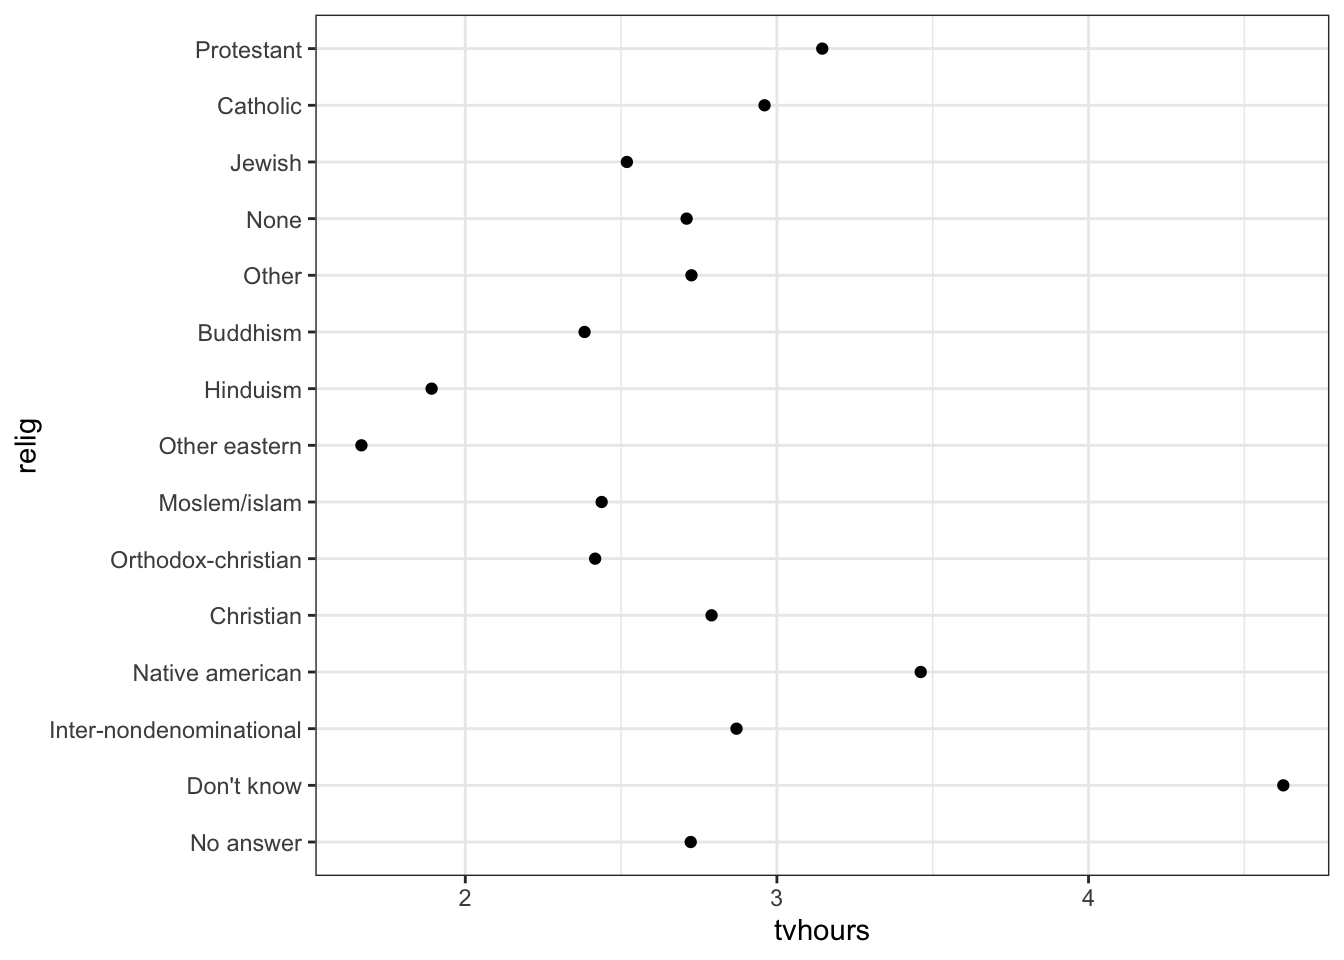 Protestant
Catholic
Jewish
None
Other
Buddhism
Hinduism
Other eastern
Moslem/islam
Orthodox-christian
Christian
Native american
Inter-nondenominational
Don't know
No answer
relig
2 3 4
tvhours